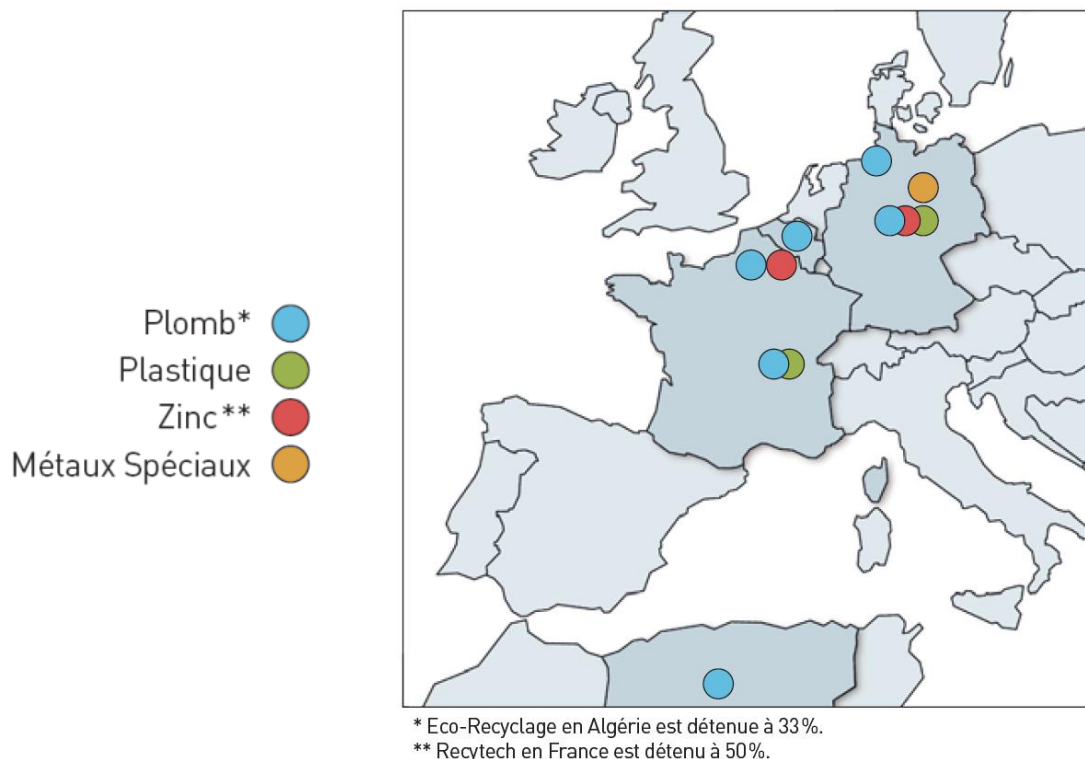 Plomb*
Plastique
Zinc**
Métaux Spéciaux
* Eco-Recyclage en Algérie est détenue à 33%.
** Recytech en France est détenu à 50%.